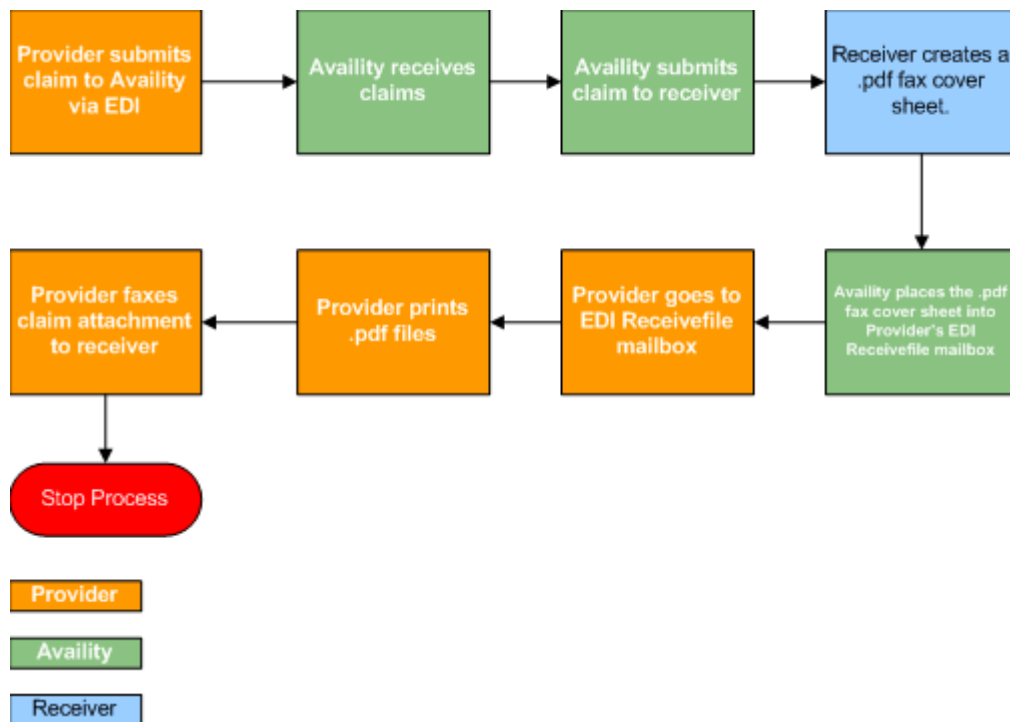 Provider submits
claim to Availity
via EDI
Availity receives
claims
Availity submits
claim to receiver
Receiver creates a
.pdf fax cover
sheet.
Availity places the .pdf
fax cover sheet into
Provider's EDI
Receivefile mailbox
Provider goes to
EDI Receivefile
mailbox
Provider prints
.pdf files
Provider faxes
claim attachment
to receiver
Stop Process
Provider
Availity
Receiver